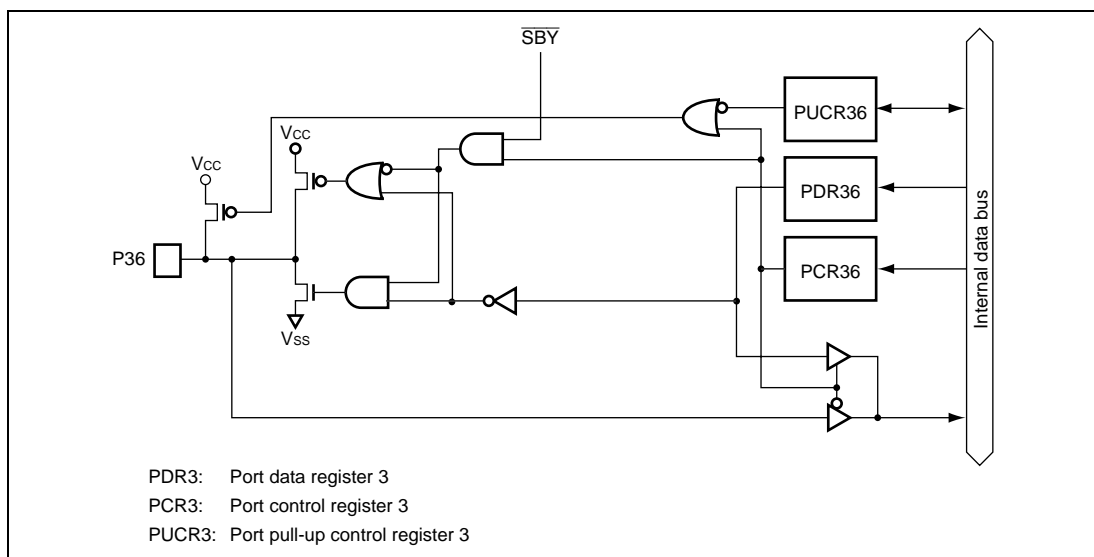 SBY
PUCR36
VCC
VCC
PDR36
P36
PCR36
VSS
Internal data bus
PDR3: Port data register 3
PCR3: Port control register 3
PUCR3: Port pull-up control register 3